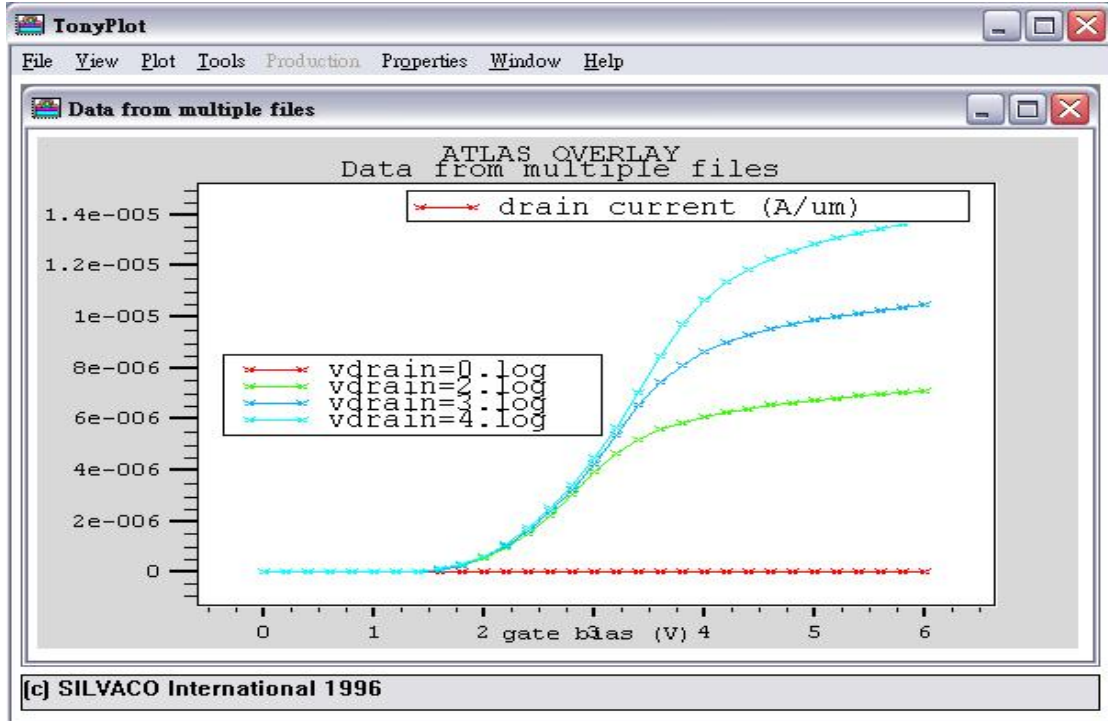 TonyPlot
File View Plot Tools Production Properties Window Help
Data from multiple files
ATLAS OVERLAY
Data from multiple files
drain current (A/um)
1.4e-005
1.2e-005
1e-005
8e-006
6e-006
4e-006
2e-006
0
vdrain=0.log
vdrain=2.log
vdrain=3.log
vdrain=4.log
0 1 2 3 4 5 6
gate bias (V)
(c) SILVACO International 1996